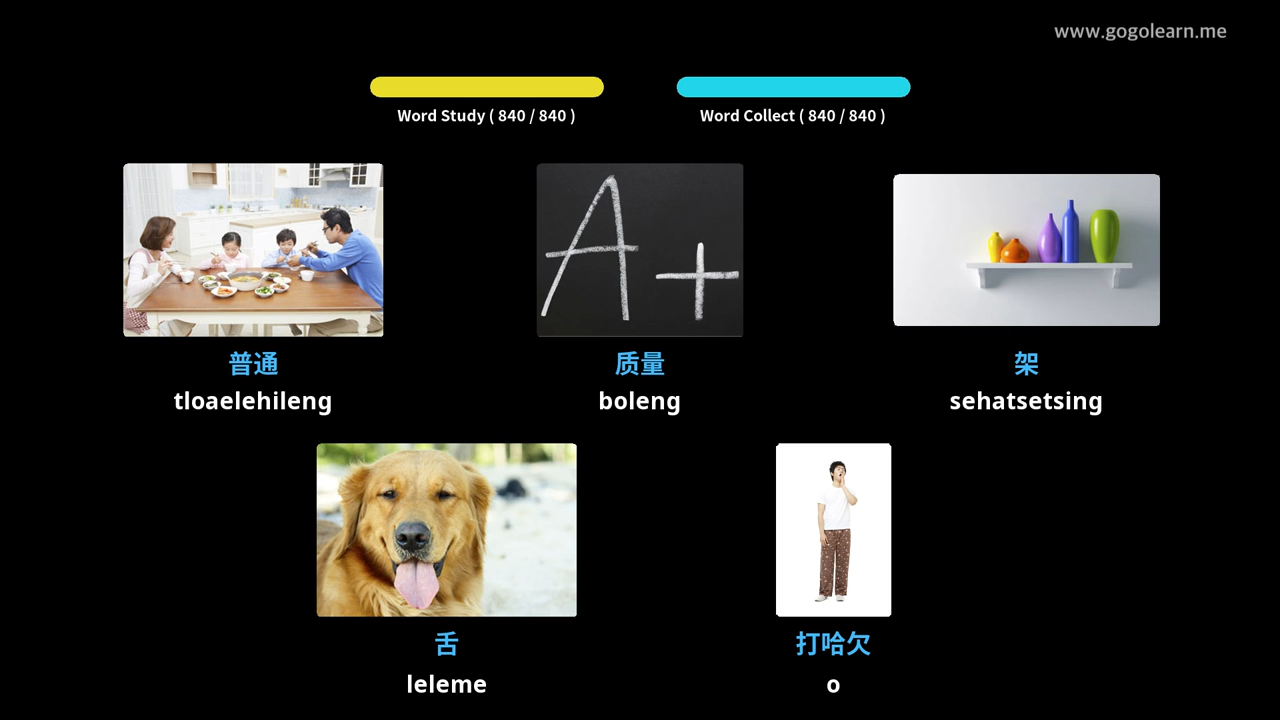 www.gogolearn.me
Word Study ( 840 / 840 )
Word Collect ( 840 / 840 )
A+
普通
tloaelehileng
质量
boleng
架
sehatsetsing
舌
leleme
打哈欠
o